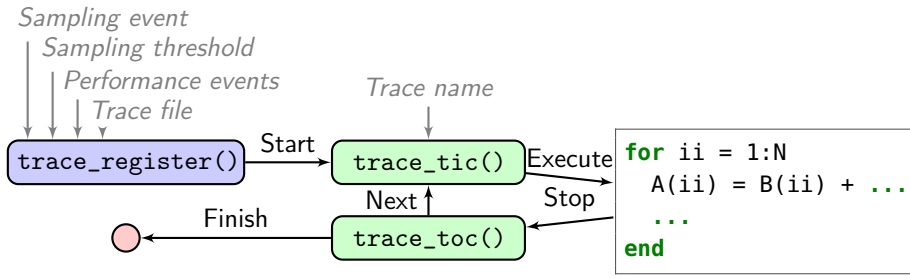 Sampling event
Sampling threshold
Performance events
Trace file
Trace name
trace_register()
Start
trace_tic()
Execute
for ii = 1:N
A(ii) = B(ii) + ...
...
end
Next
Stop
Finish
trace_toc()